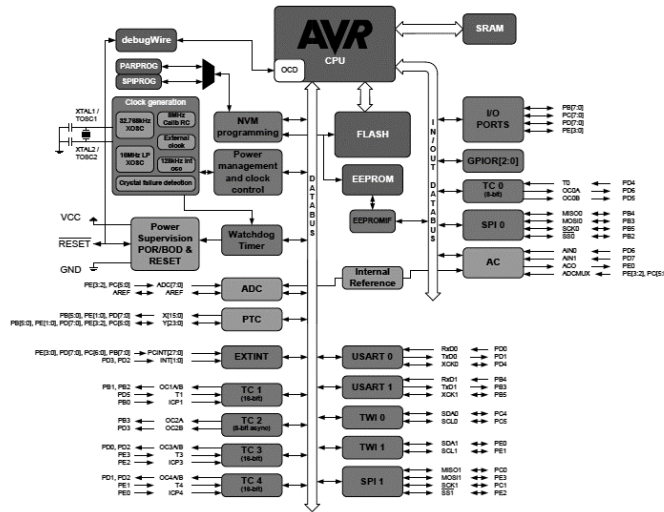 debugWire
AVR
CPU
OCD
SRAM
PARPROG
SPIPROG
Clock generation
XTAL1 /
TOSC1
XTAL2 /
TOSC2
32.768kHz
XOSC
8MHz
Calib RC
External
clock
16MHz LP
XOSC
128kHz int
osc
Crystal failure detection
NVM
programming
Power
management
and clock
control
FLASH
EEPROM
EEPROMIF
DATABUS
IN/OUT DATABUS
I/O
PORTS
PB[7:0]
PC[7:0]
PD[7:0]
PE[3:0]
GPIOR[2:0]
TC 0
(8-bit)
T0 PD4
OC0A PD6
OC0B PD5
SPI 0
MISO0 PB4
MOSI0 PB3
SCK0 PB5
SS0 PB2
AC
AIN0 PD6
AIN1 PD7
ACO PE0
ADCMUX PE[3:2], PC[5:0]
VCC
RESET
GND
Power
Supervision
POR/BOD &
RESET
Watchdog
Timer
Internal
Reference
PE[3:2], PC[5:0] ADC[7:0]
AREF AREF
ADC
PB[5:0], PE[1:0], PD[7:0] X[15:0]
PB[5:0], PE[1:0], PD[7:0], PE[3:2], PC[5:0] Y[23:0]
PTC
PE[3:0], PD[7:0], PC[6:0], PB[7:0] PCINT[27:0]
PD3, PD2 INT[1:0]
EXTINT
PB1, PB2 OC1A/B
PD5 T1
PB0 ICP1
TC 1
(16-bit)
PB3 OC2A
PD3 OC2B
TC 2
(8-bit async)
PD0, PD2 OC3A/B
PE3 T3
PE2 ICP3
TC 3
(16-bit)
PD1, PD2 OC4A/B
PE1 T4
PE0 ICP4
TC 4
(16-bit)
USART 0
RxD0 PD0
TxD0 PD1
XCK0 PD4
USART 1
RxD1 PB4
TxD1 PB3
XCK1 PB5
TWI 0
SDA0 PC4
SCL0 PC5
TWI 1
SDA1 PE0
SCL1 PE1
SPI 1
MISO1 PC0
MOSI1 PE3
SCK1 PC1
SS1 PE2